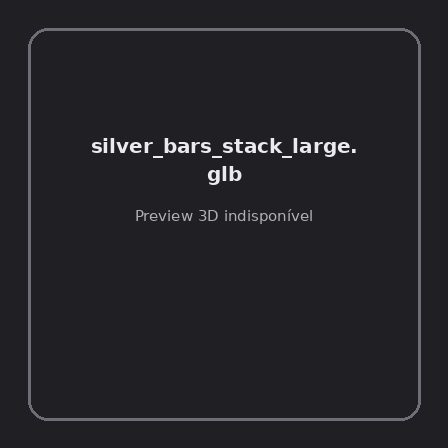 silver_bars_stack_large.
glb
Preview 3D indisponível